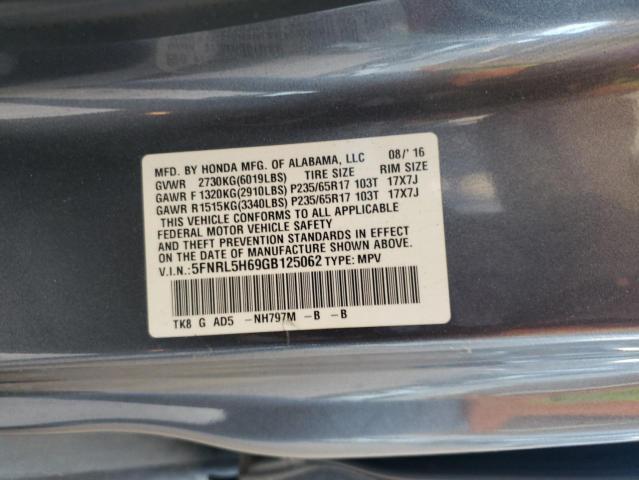 MFD. BY HONDA MFG. OF ALABAMA, LLC 08/'16
GVWR 2730KG(6019LBS) TIRE SIZE RIM SIZE
GAWR F 1320KG(2910LBS) P235/65R17 103T 17X7J
GAWR R1515KG(3340LBS) P235/65R17 103T 17X7J
THIS VEHICLE CONFORMS TO ALL APPLICABLE
FEDERAL MOTOR VEHICLE SAFETY
AND THEFT PREVENTION STANDARDS IN EFFECT
ON THE DATE OF MANUFACTURE SHOWN ABOVE.
V.I.N.: 5FNRL5H69GB125062 TYPE: MPV
TK8 G AD5 -NH797M -B -B